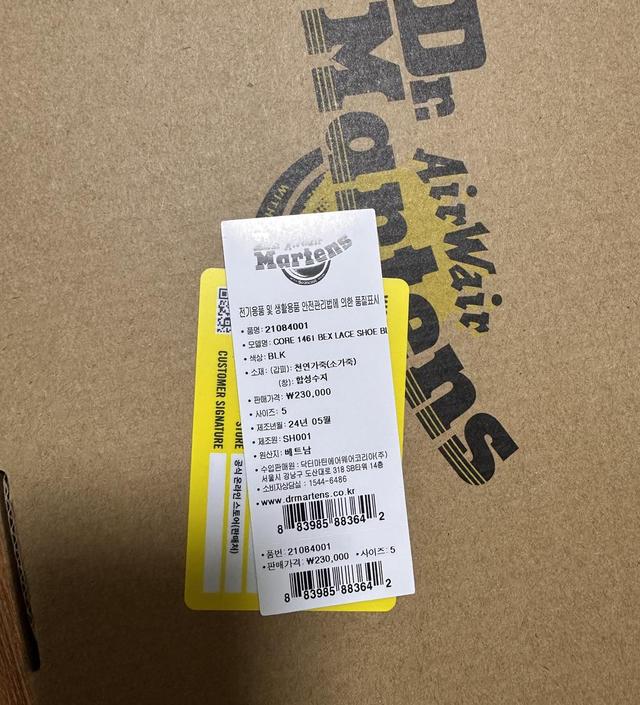 Dr.
Martens
AirWair
WITH
AirWair
Martens
전기용품 및 생활용품 안전관리법에 의한 품질표시
• 품명: 21084001
• 모델명: CORE 1461 BEX LACE SHOE BL
• 색상: BLK
• 소재: (갑피): 천연가죽(소가죽)
(창): 합성수지
• 판매가격: ₩230,000
• 사이즈: 5
• 제조년월: 24년 05월
• 제조원: SH001
• 원산지: 베트남
• 수입판매원: 닥터마틴에어웨어코리아(주)
서울시 강남구 도산대로 318 SB타워 14층
• 소비자상담실: 1544-6486
• www.drmartens.co.kr
8 83985 88364 2
• 품번: 21084001
• 판매가격: ₩230,000 • 사이즈: 5
8 83985 88364 2
CUSTOMER SIGNATURE
STORE
공식 온라인 스토어(판매처)